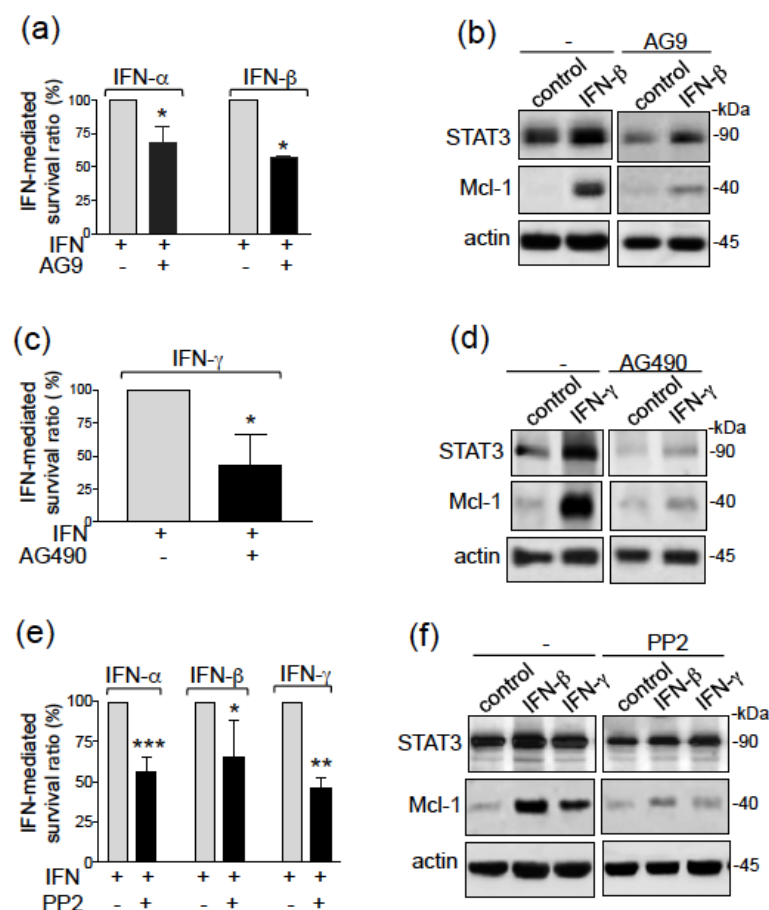 (a)
IFN-α IFN-β
IFN-mediated
survival ratio (%)
100
75
50
25
0
* *
IFN + + + +
AG9 - + - +
(b)
- AG9
control IFN-β control IFN-β
-kDa
STAT3 -90
Mcl-1 -40
actin -45
(c)
IFN-γ
IFN-mediated
survival ratio (%)
100
75
50
25
0
*
IFN + +
AG490 - +
(d)
- AG490
control IFN-γ control IFN-γ
-kDa
STAT3 -90
Mcl-1 -40
actin -45
(e)
IFN-α IFN-β IFN-γ
IFN-mediated
survival ratio (%)
100
75
50
25
0
*** * **
IFN + + + + + +
PP2 - + - + - +
(f)
- PP2
control IFN-β IFN-γ control IFN-β IFN-γ
-kDa
STAT3 -90
Mcl-1 -40
actin -45